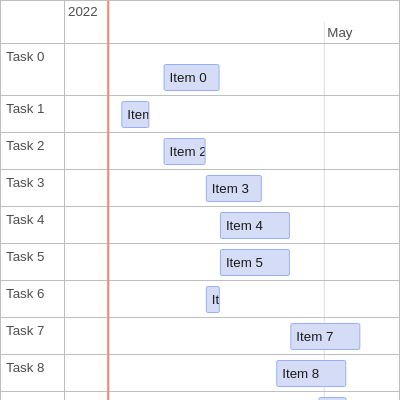 2022
May
Task 0
Item 0
Task 1
Task 2
Item 2
Task 3
Item 3
Task 4
Item 4
Task 5
Item 5
Task 6
Task 7
Item 7
Task 8
Item 8